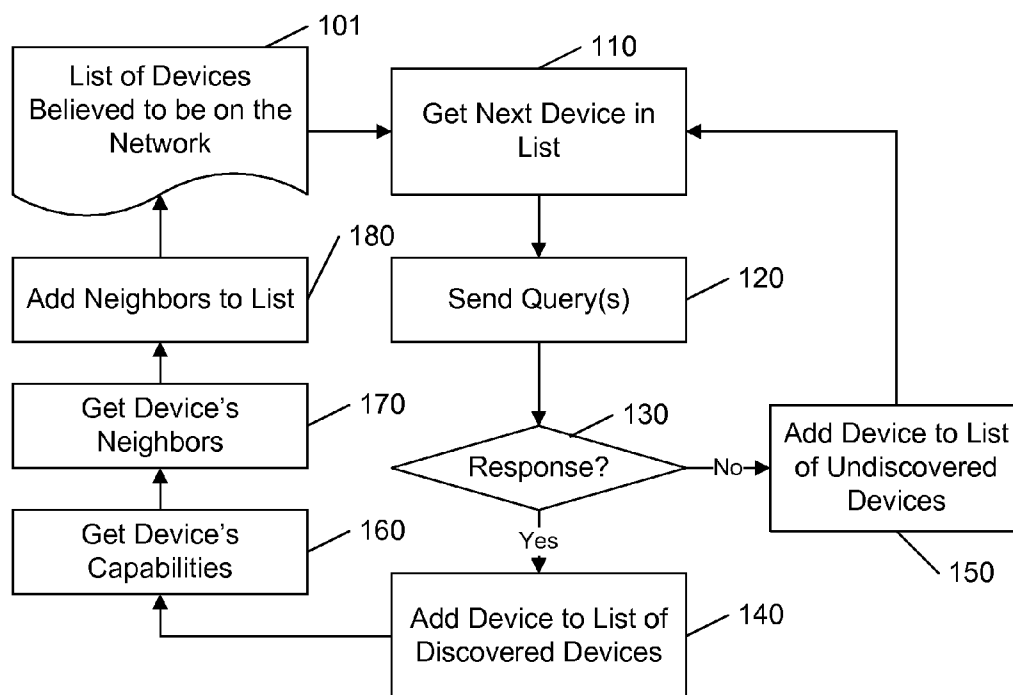 101
List of Devices
Believed to be on the
Network
110
Get Next Device in
List
180
Add Neighbors to List
120
Send Query(s)
170
Get Device's
Neighbors
130
Response?
No
Add Device to List
of Undiscovered
Devices
150
Yes
160
Get Device's
Capabilities
140
Add Device to List of
Discovered Devices